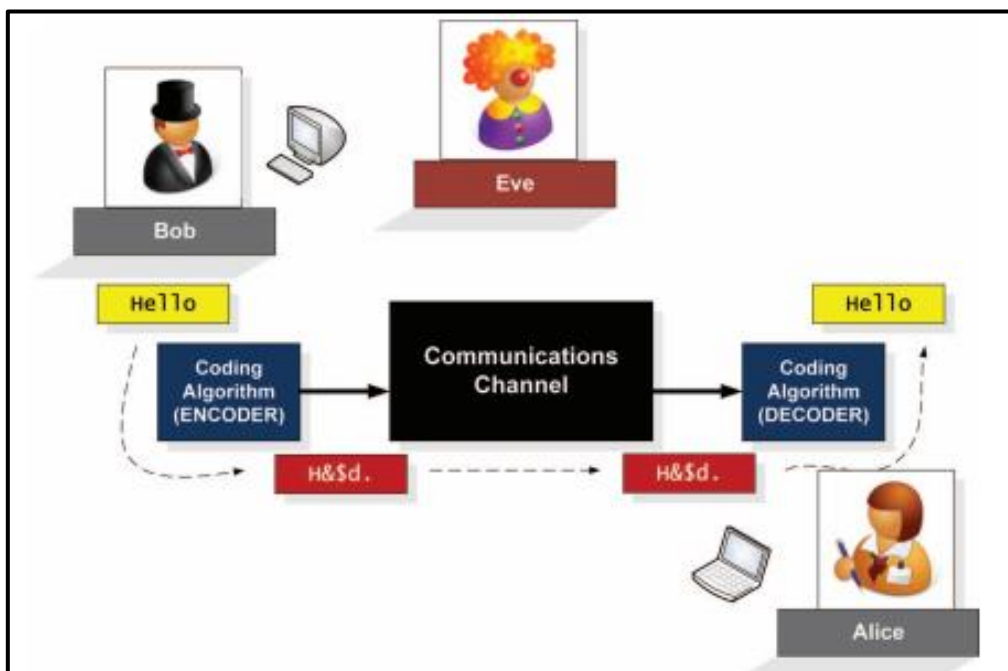 Eve
Bob
Hello
Hello
Communications
Channel
Coding
Algorithm
(ENCODER)
Coding
Algorithm
(DECODER)
H&$d.
H&$d.
Alice